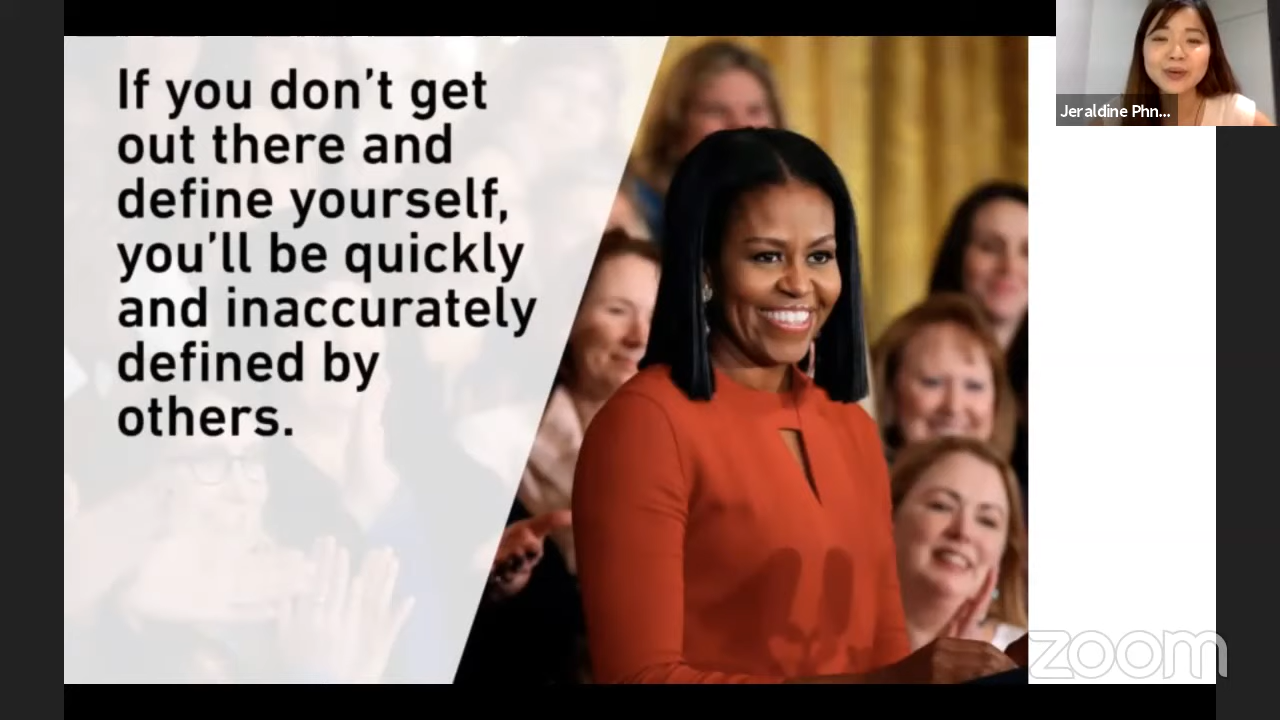 If you don't get
out there and
define yourself,
you'll be quickly
and inaccurately
defined by
others.
Jeraldine Phn...
zoom